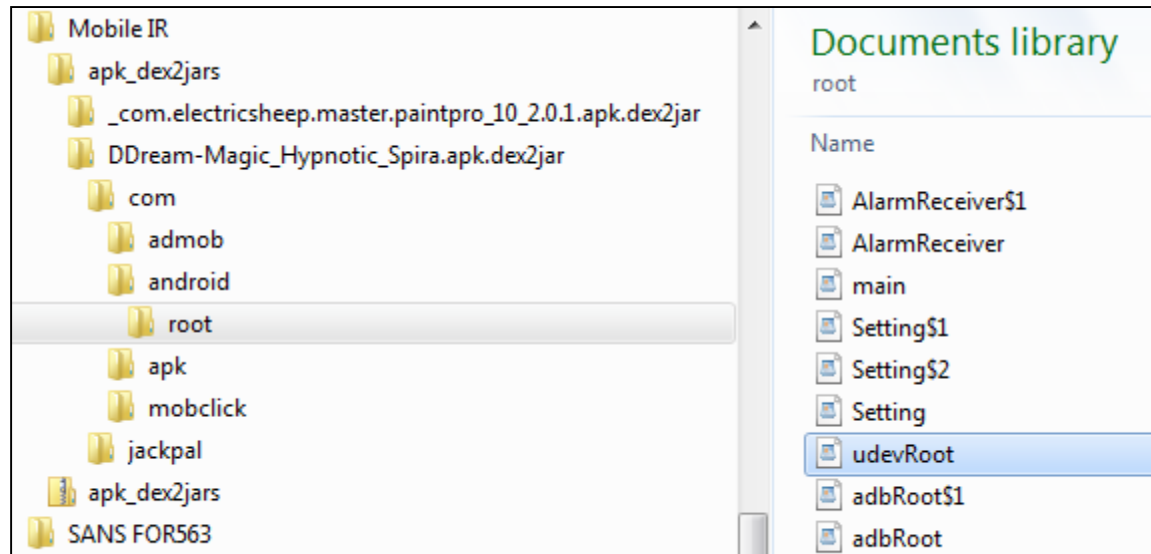 Mobile IR
apk_dex2jars
_com.electricsheep.master.paintpro_10_2.0.1.apk.dex2jar
DDream-Magic_Hypnotic_Spira.apk.dex2jar
com
admob
android
root
apk
mobclick
jackpal
apk_dex2jars
SANS FOR563
Documents library
root
Name
AlarmReceiver$1
AlarmReceiver
main
Setting$1
Setting$2
Setting
udevRoot
adbRoot$1
adbRoot